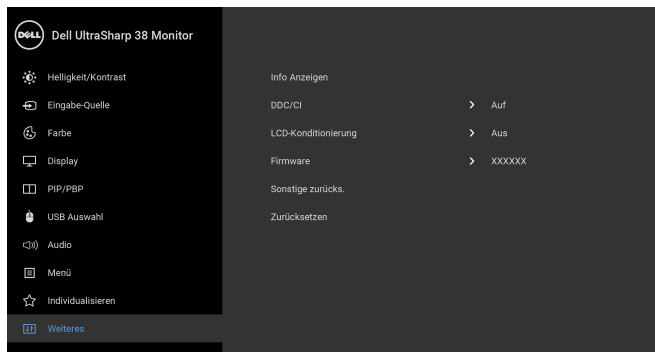 DELL Dell UltraSharp 38 Monitor
Helligkeit/Kontrast Info Anzeigen
Eingabe-Quelle DDC/CI Auf
Farbe LCD-Konditionierung Aus
Display Firmware XXXXXX
PIP/PBP Sonstige zurücks.
USB Auswahl Zurücksetzen
Audio
Menü
Individualisieren
Weiteres